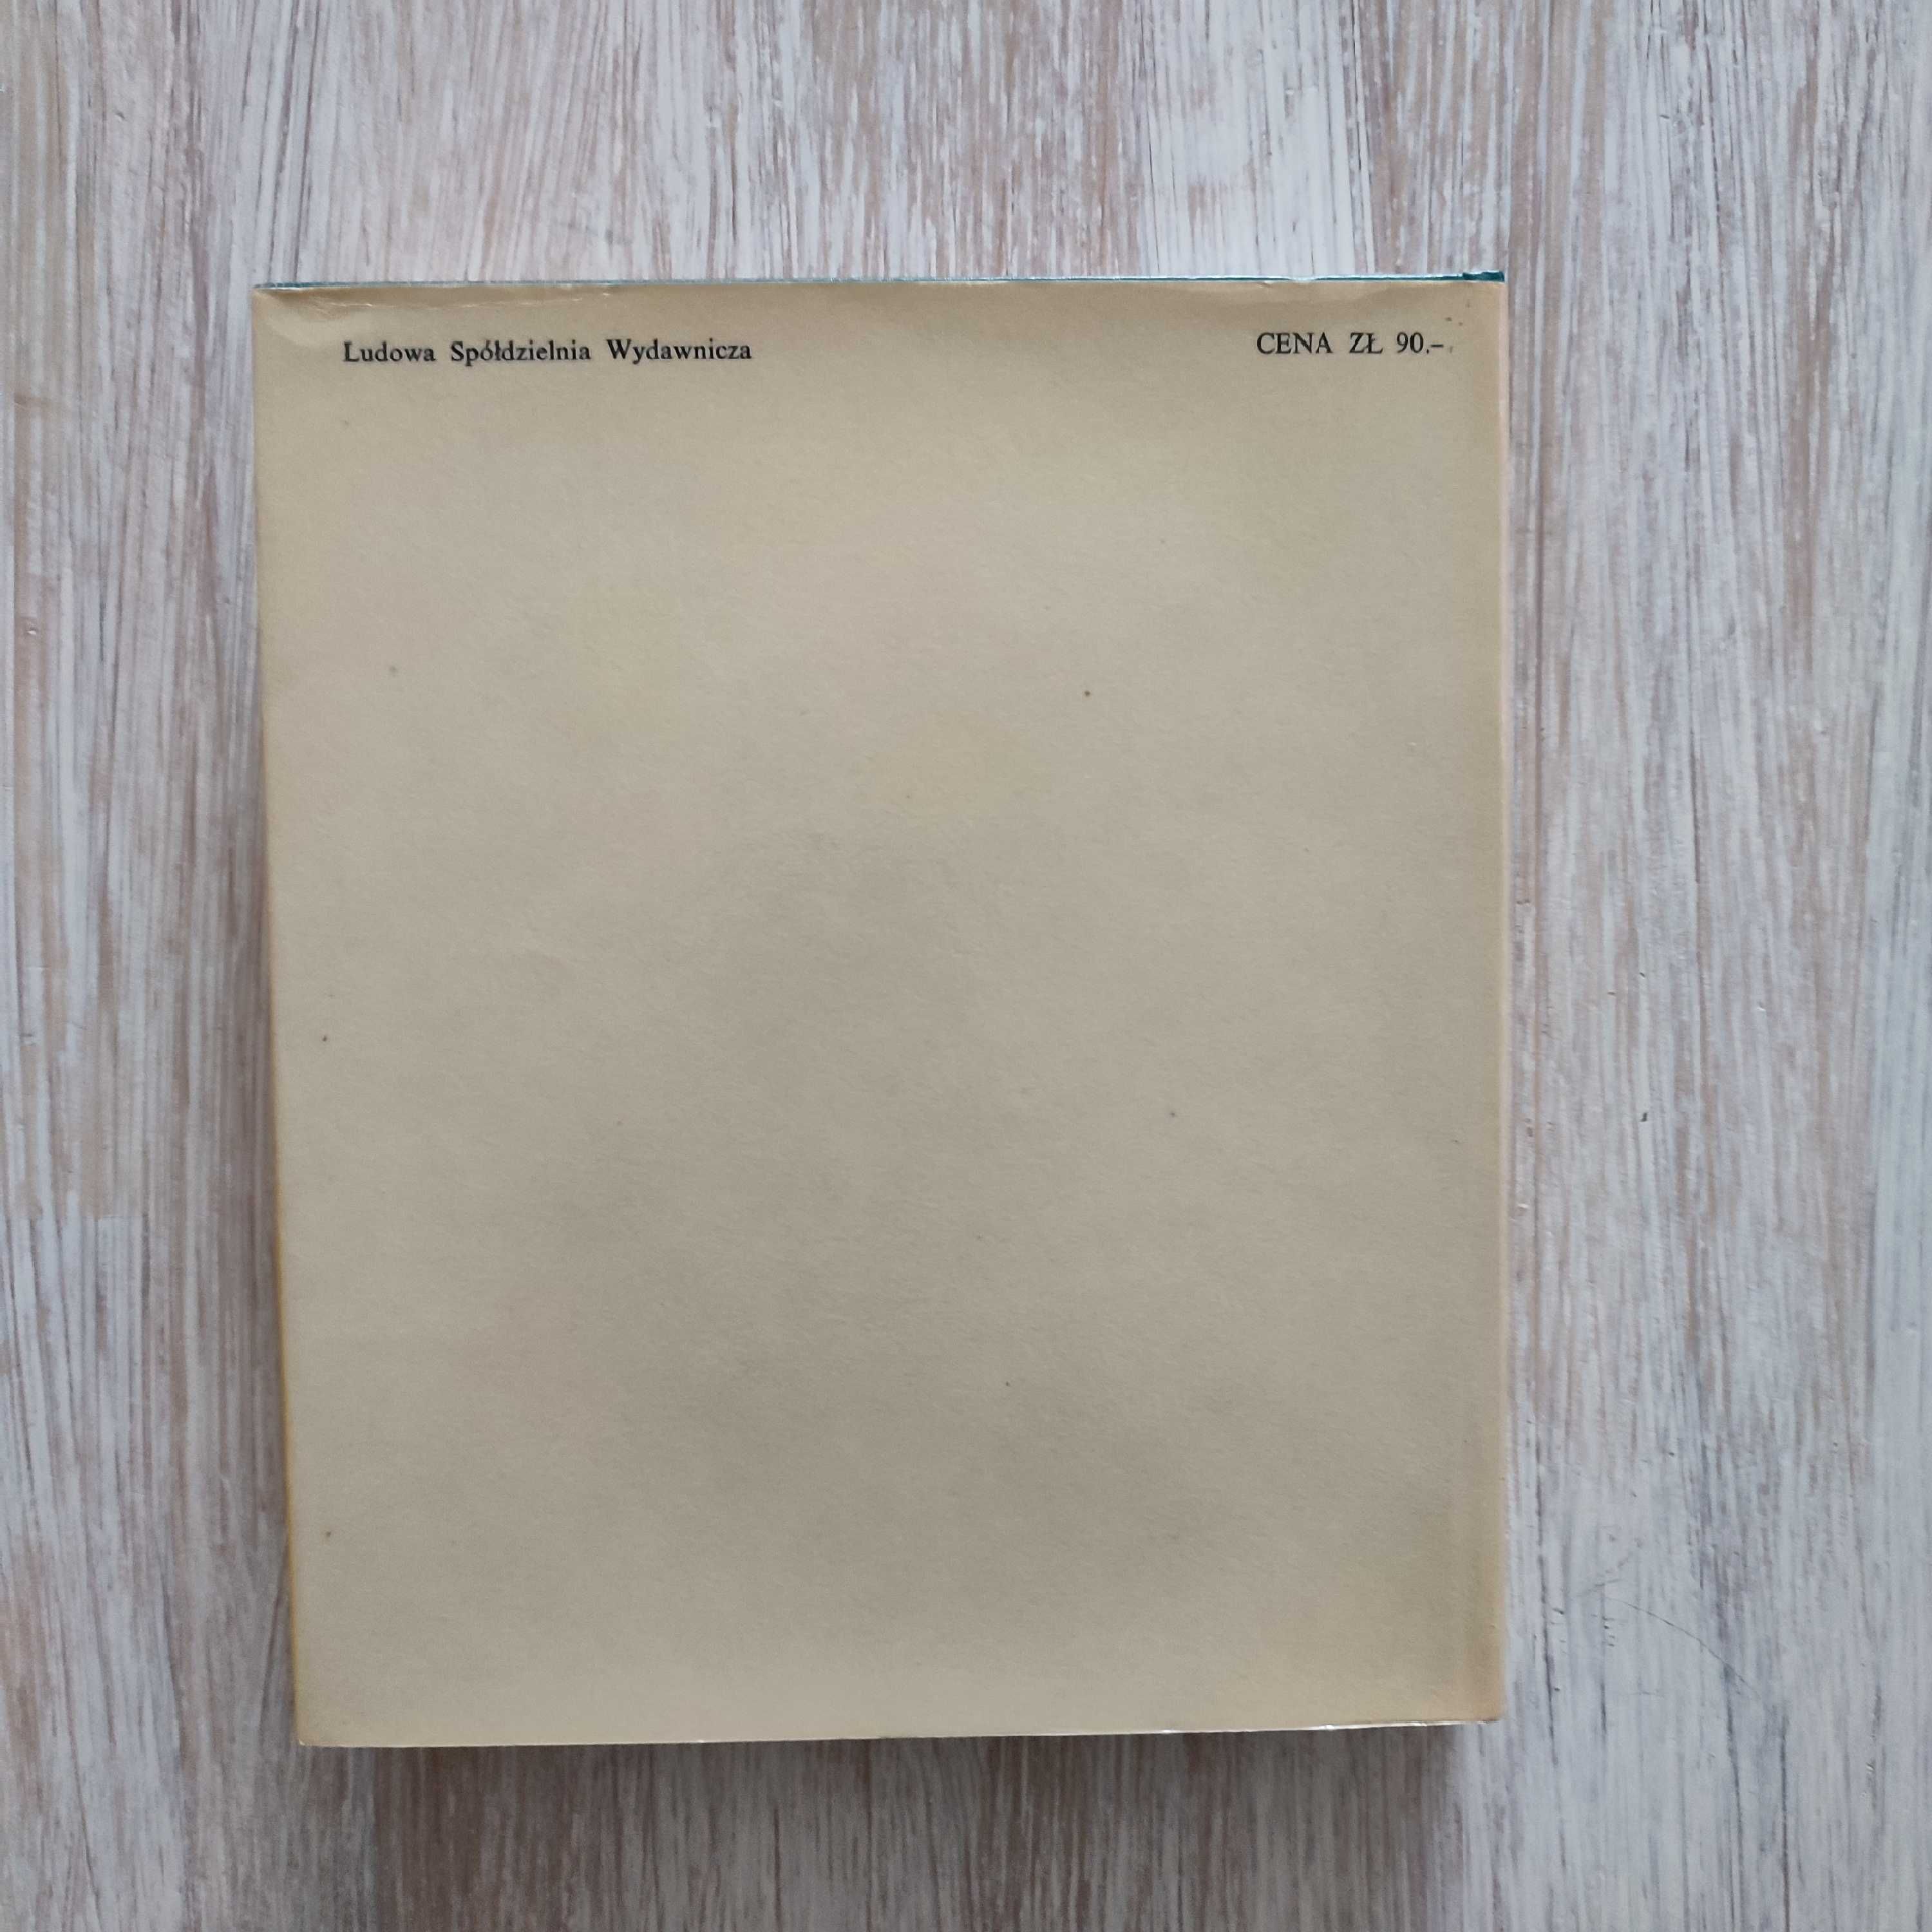 Ludowa Spółdzielnia Wydawnicza
CENA ZŁ 90.–